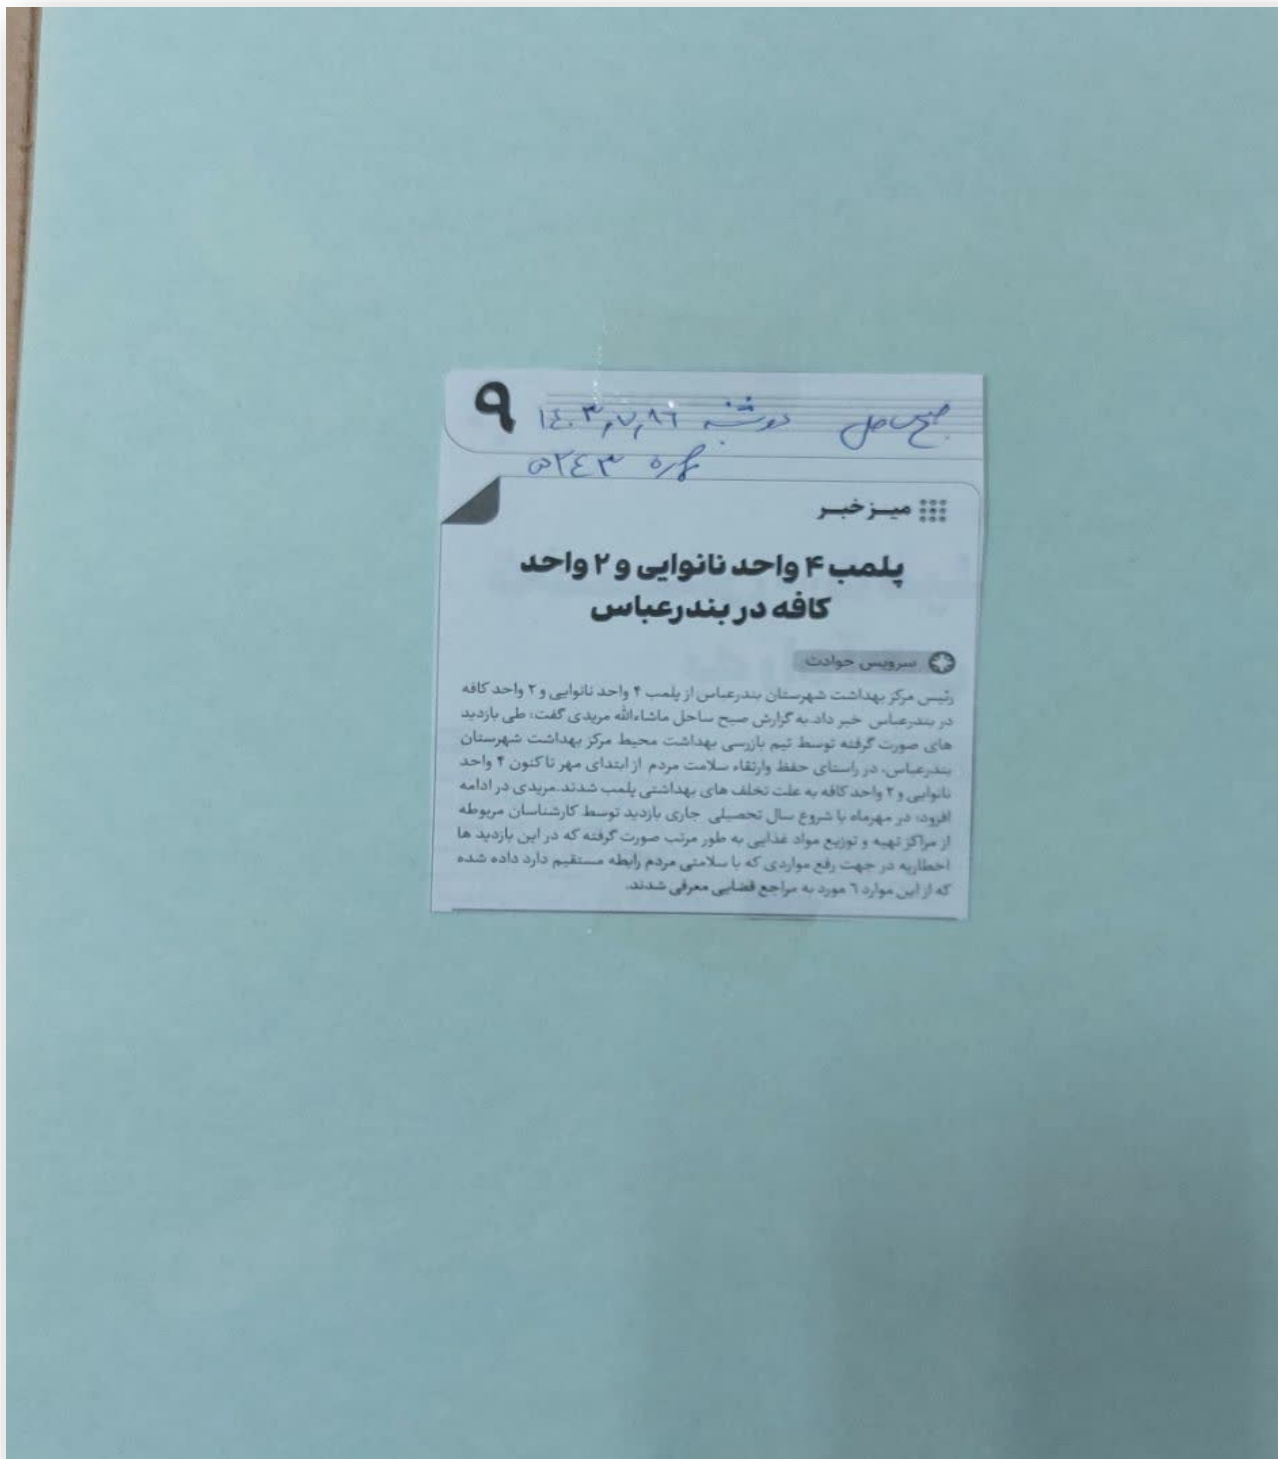 صبح ساحل دوشنبه ۹
شماره ۵۲۴۳
میز خبر
پلمب ۴ واحد نانوایی و ۲ واحد
کافه در بندرعباس
سرویس حوادث
رئیس مرکز بهداشت شهرستان بندرعباس از پلمب ۴ واحد نانوایی و ۲ واحد کافه
در بندرعباس خبر داد.به گزارش صبح ساحل ماشاءالله مریدی گفت: طی بازدید
های صورت گرفته توسط تیم بازرسی بهداشت محیط مرکز بهداشت شهرستان
بندرعباس، در راستای حفظ وارتقاء سلامت مردم از ابتدای مهر تاکنون ۴ واحد
نانوایی و ۲ واحد کافه به علت تخلف های بهداشتی پلمب شدند.مریدی در ادامه
افزود: در مهرماه با شروع سال تحصیلی جاری بازدید توسط کارشناسان مربوطه
از مراکز تهیه و توزیع مواد غذایی به طور مرتب صورت گرفته که در این بازدید ها
اخطاریه در جهت رفع مواردی که با سلامتی مردم رابطه مستقیم دارد داده شده
که از این موارد ٦ مورد به مراجع قضایی معرفی شدند.